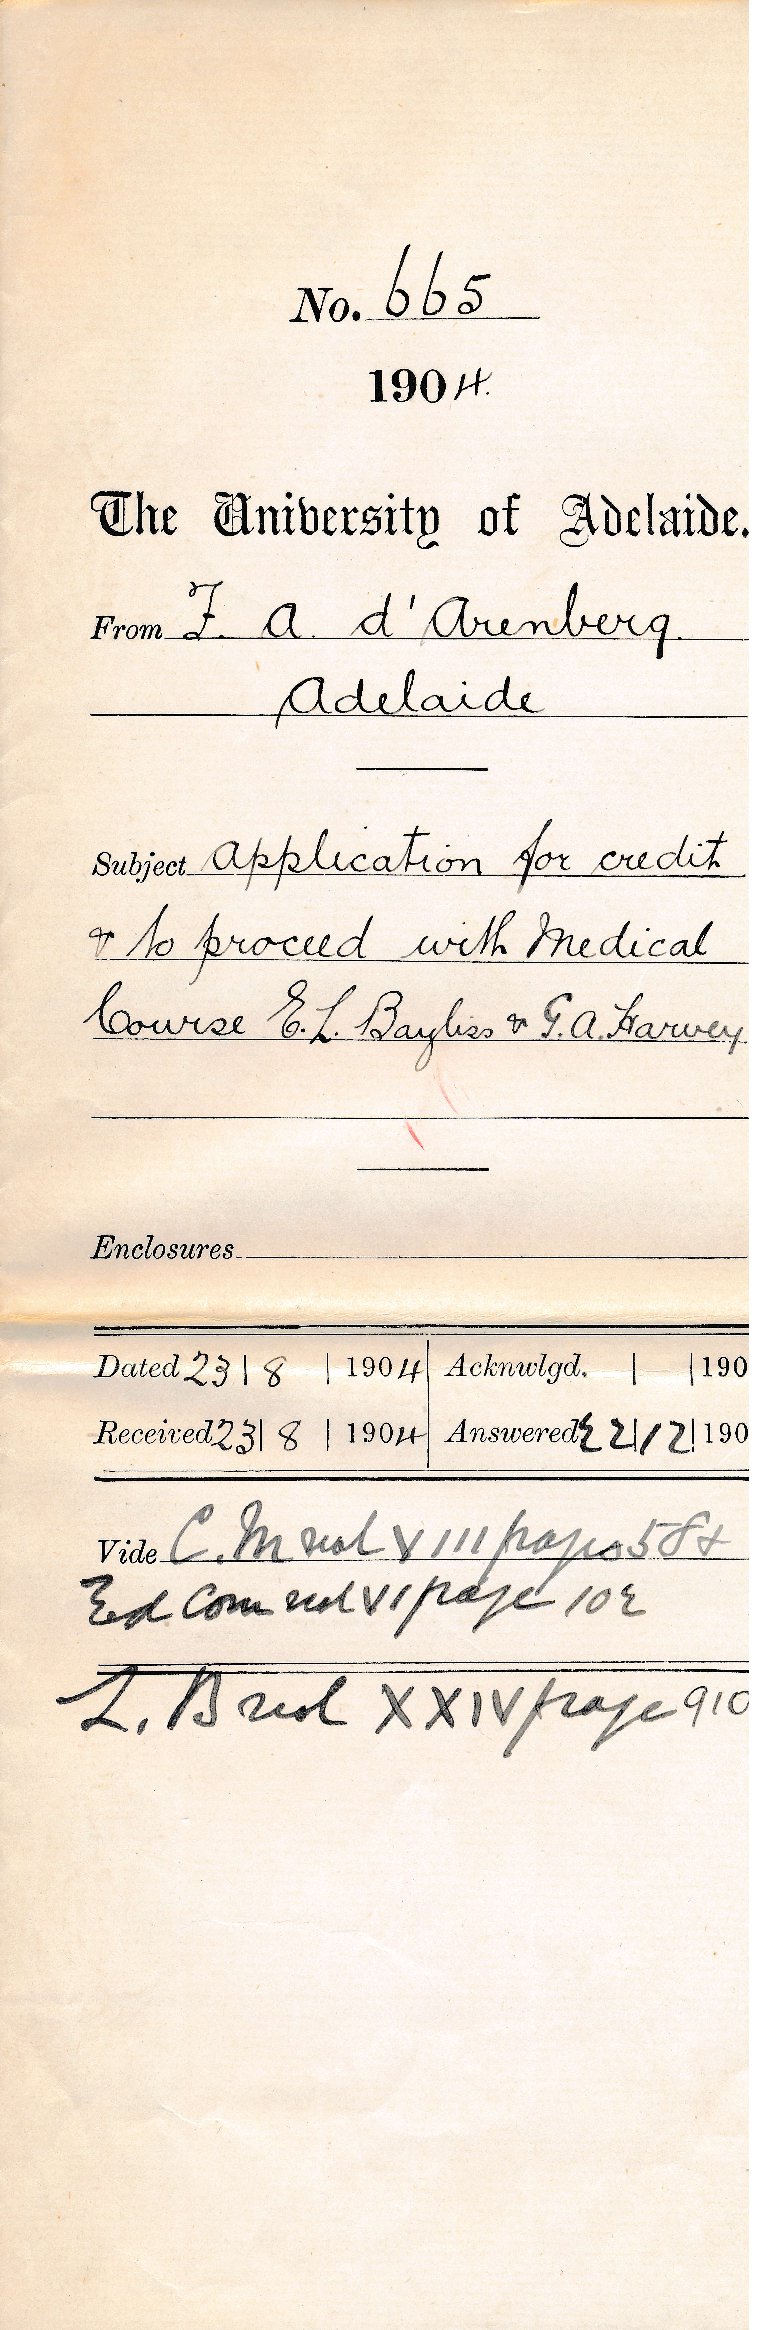 No. 665
1904.
The University of Adelaide.
From F. A. d'Arenberg.
Adelaide
Subject Application for credit
& to proceed with Medical
Course E. L. Bayliss & G. A. Harvey
Enclosures
Dated 23 | 8 | 1904 Acknwlgd. | | 190
Received 23 | 8 | 1904 Answered 22 | 12 | 190
Vide C. M vol VIII page 58
Ed Com vol VI page 102
L. B vol XXIV page 910